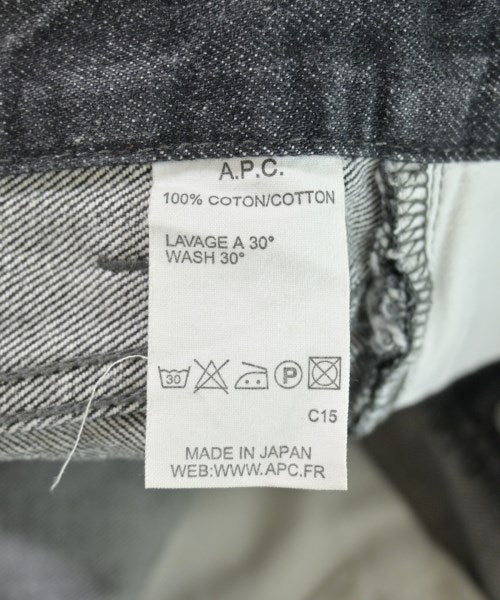 A.P.C.
100% COTON/COTTON
LAVAGE A 30°
WASH 30°
30 P
C15
MADE IN JAPAN
WEB:WWW.APC.FR